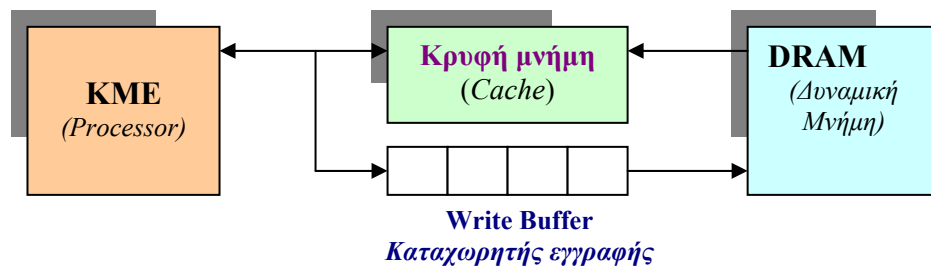 ΚΜΕ
(Processor)
Κρυφή μνήμη
(Cache)
DRAM
(Δυναμική
Μνήμη)
Write Buffer
Καταχωρητής εγγραφής